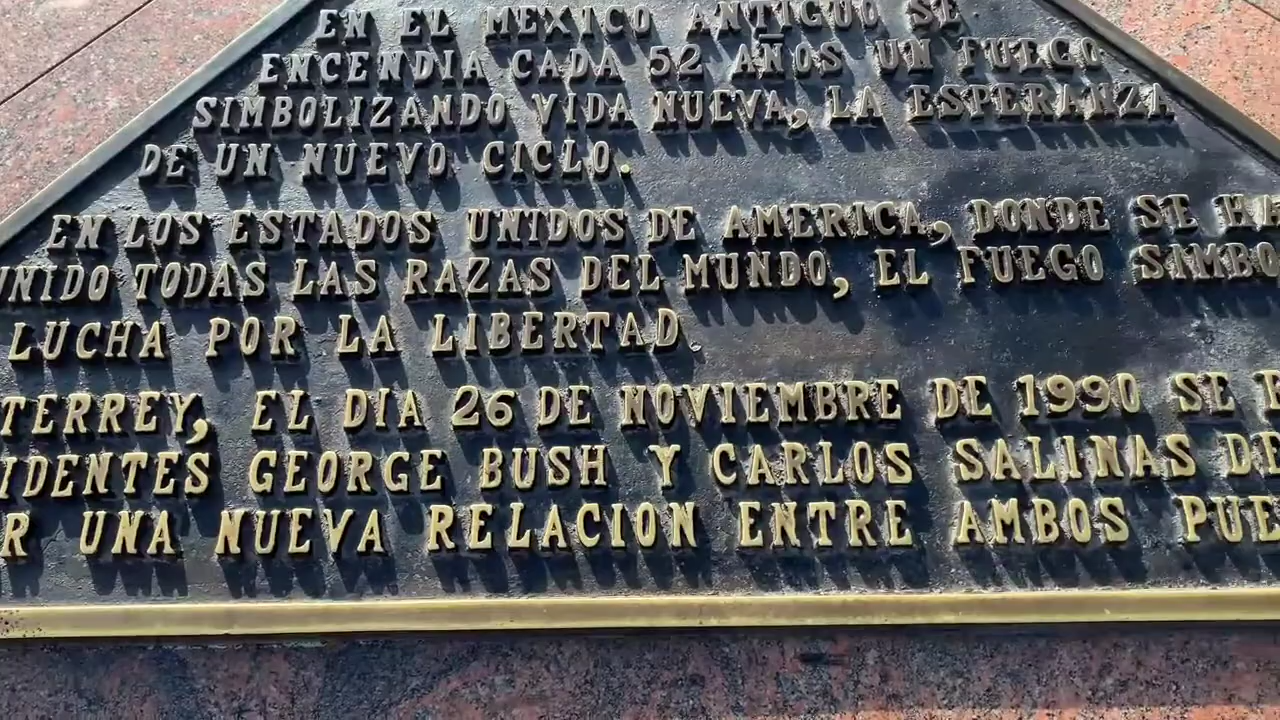 EN EL MEXICO ANTIGUO SE
ENCENDIA CADA 52 AÑOS UN FUEGO
SIMBOLIZANDO VIDA NUEVA, LA ESPERANZA
DE UN NUEVO CICLO.
EN LOS ESTADOS UNIDOS DE AMERICA, DONDE SE HA
UNIDO TODAS LAS RAZAS DEL MUNDO, EL FUEGO SIMBO
LUCHA POR LA LIBERTAD.
TERREY, EL DIA 26 DE NOVIEMBRE DE 1990 SE
IDENTES GEORGE BUSH Y CARLOS SALINAS DE
R UNA NUEVA RELACION ENTRE AMBOS PUE